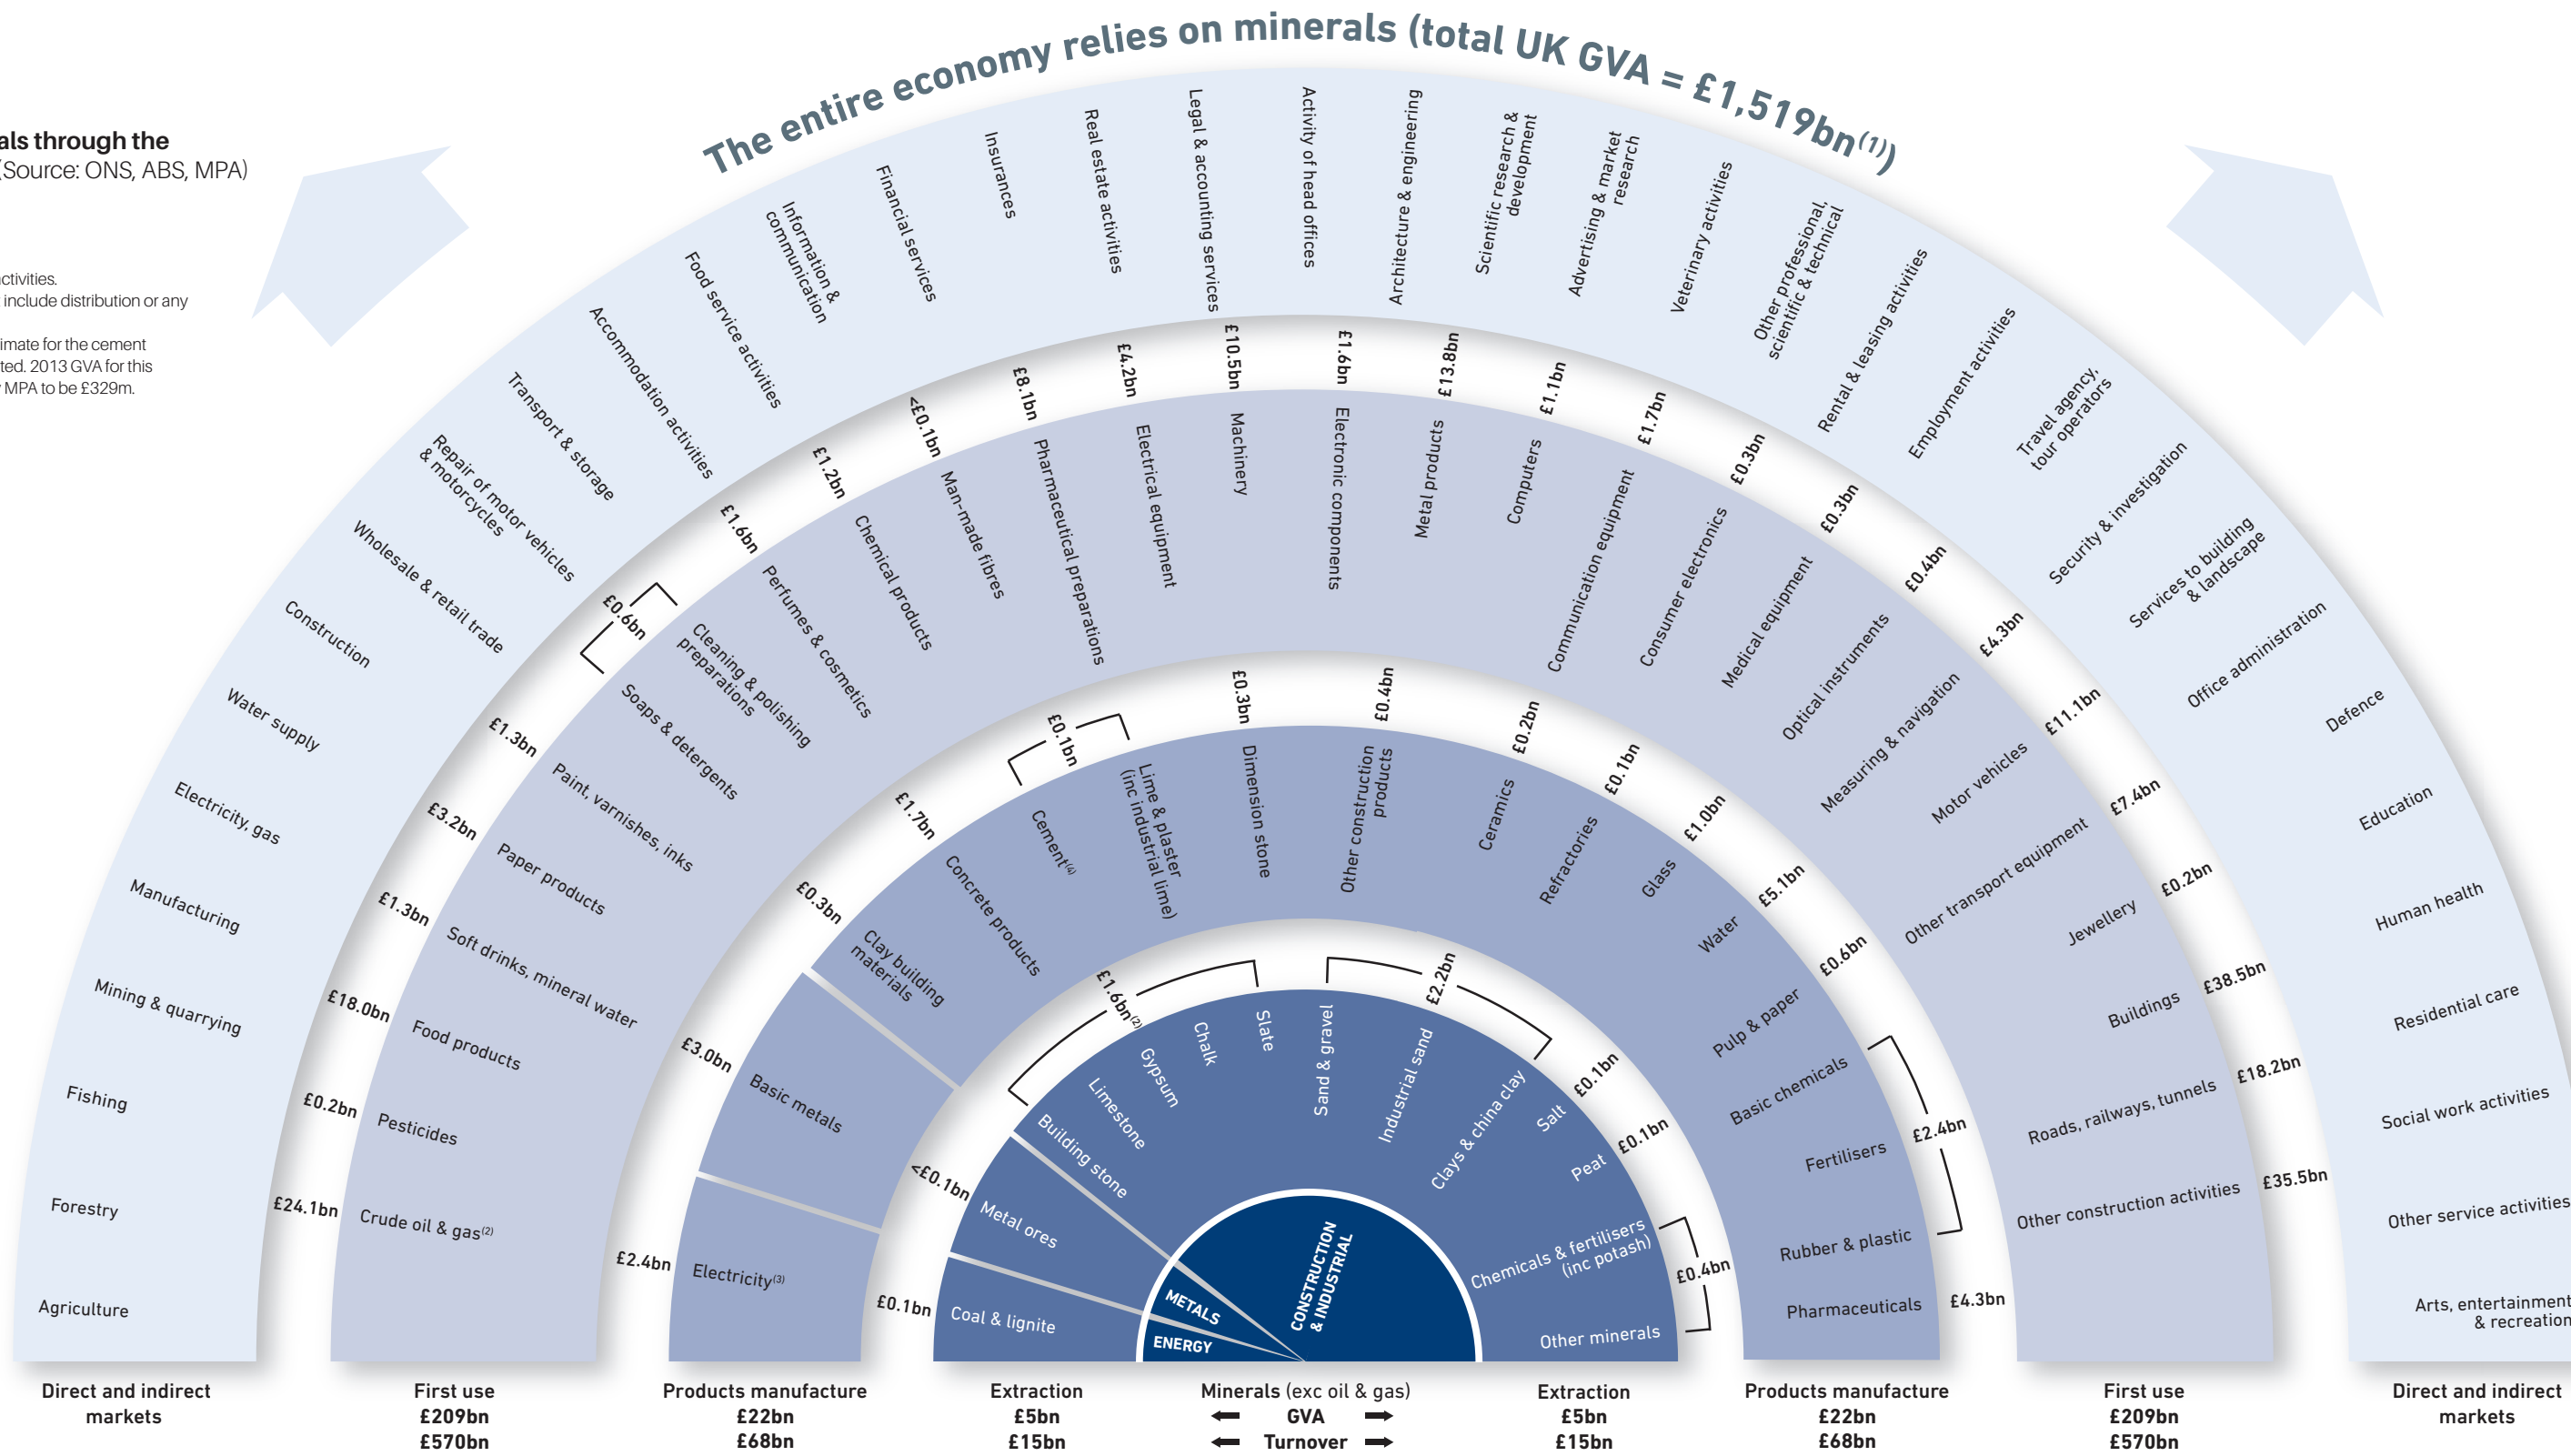 The entire economy relies on minerals (total UK GVA = £1,519bn(1))
als through the
(Source: ONS, ABS, MPA)
activities.
include distribution or any
imate for the cement
ted. 2013 GVA for this
MPA to be £329m.
Agriculture
Forestry
Fishing
Mining & quarrying
Manufacturing
Electricity, gas
Water supply
Construction
Wholesale & retail trade
Repair of motor vehicles
& motorcycles
Transport & storage
Accommodation activities
Food service activities
Information &
communication
Financial services
Insurances
Real estate activities
Legal & accounting services
Activity of head offices
Architecture & engineering
Scientific research &
development
Advertising & market
research
Veterinary activities
Other professional,
scientific & technical
Rental & leasing activities
Employment activities
Travel agency,
tour operators
Security & investigation
Services to building
& landscape
Office administration
Defence
Education
Human health
Residential care
Social work activities
Other service activities
Arts, entertainment
& recreation
£24.1bn
£0.2bn
£18.0bn
£1.3bn
£3.2bn
£1.3bn
£0.6bn
£1.6bn
£1.2bn
<£0.1bn
£8.1bn
£4.2bn
£10.5bn
£1.6bn
£13.8bn
£1.1bn
£1.7bn
£0.3bn
£0.3bn
£0.4bn
£4.3bn
£11.1bn
£7.4bn
£0.2bn
£38.5bn
£18.2bn
£35.5bn
Crude oil & gas(2)
Pesticides
Food products
Soft drinks, mineral water
Paper products
Paint, varnishes, inks
Soaps & detergents
Cleaning & polishing
preparations
Perfumes & cosmetics
Chemical products
Man-made fibres
Pharmaceutical preparations
Electrical equipment
Machinery
Electronic components
Metal products
Computers
Communication equipment
Consumer electronics
Medical equipment
Optical instruments
Measuring & navigation
Motor vehicles
Other transport equipment
Jewellery
Buildings
Roads, railways, tunnels
Other construction activities
£2.4bn
£3.0bn
£0.3bn
£1.7bn
£0.1bn
£0.3bn
£0.4bn
£0.2bn
£0.1bn
£1.0bn
£5.1bn
£0.6bn
£2.4bn
£4.3bn
Electricity(3)
Basic metals
Clay building
materials
Concrete products
Cement(4)
Lime & plaster
(inc industrial lime)
Dimension stone
Other construction
products
Ceramics
Refractories
Glass
Water
Pulp & paper
Basic chemicals
Fertilisers
Rubber & plastic
Pharmaceuticals
£0.1bn
<£0.1bn
£1.6bn(2)
£2.2bn
£0.1bn
£0.1bn
£0.4bn
Coal & lignite
Metal ores
Building stone
Limestone
Gypsum
Chalk
Slate
Sand & gravel
Industrial sand
Clays & china clay
Salt
Peat
Chemicals & fertilisers
(inc potash)
Other minerals
ENERGY
METALS
CONSTRUCTION
& INDUSTRIAL
Direct and indirect
markets
First use
£209bn
£570bn
Products manufacture
£22bn
£68bn
Extraction
£5bn
£15bn
Minerals (exc oil & gas)
GVA
Turnover
Extraction
£5bn
£15bn
Products manufacture
£22bn
£68bn
First use
£209bn
£570bn
Direct and indirect
markets